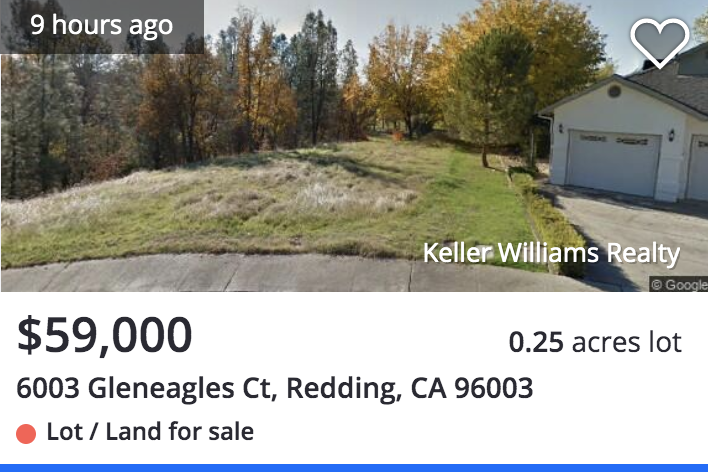 9 hours ago
Keller Williams Realty
© Google
$59,000
0.25 acres lot
6003 Gleneagles Ct, Redding, CA 96003
Lot / Land for sale